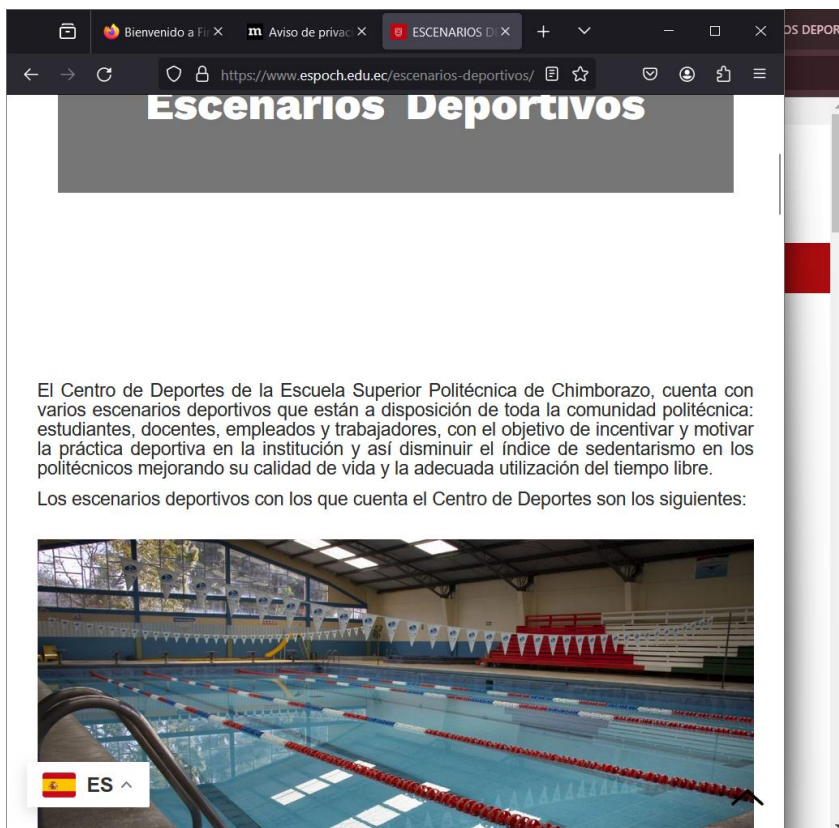 Bienvenido a Fir
Aviso de privaci
ESCENARIOS D
OS DEPOR
https://www.espoch.edu.ec/escenarios-deportivos/
Escenarios Deportivos
El Centro de Deportes de la Escuela Superior Politécnica de Chimborazo, cuenta con
varios escenarios deportivos que están a disposición de toda la comunidad politécnica:
estudiantes, docentes, empleados y trabajadores, con el objetivo de incentivar y motivar
la práctica deportiva en la institución y así disminuir el índice de sedentarismo en los
politécnicos mejorando su calidad de vida y la adecuada utilización del tiempo libre.
Los escenarios deportivos con los que cuenta el Centro de Deportes son los siguientes:
ES